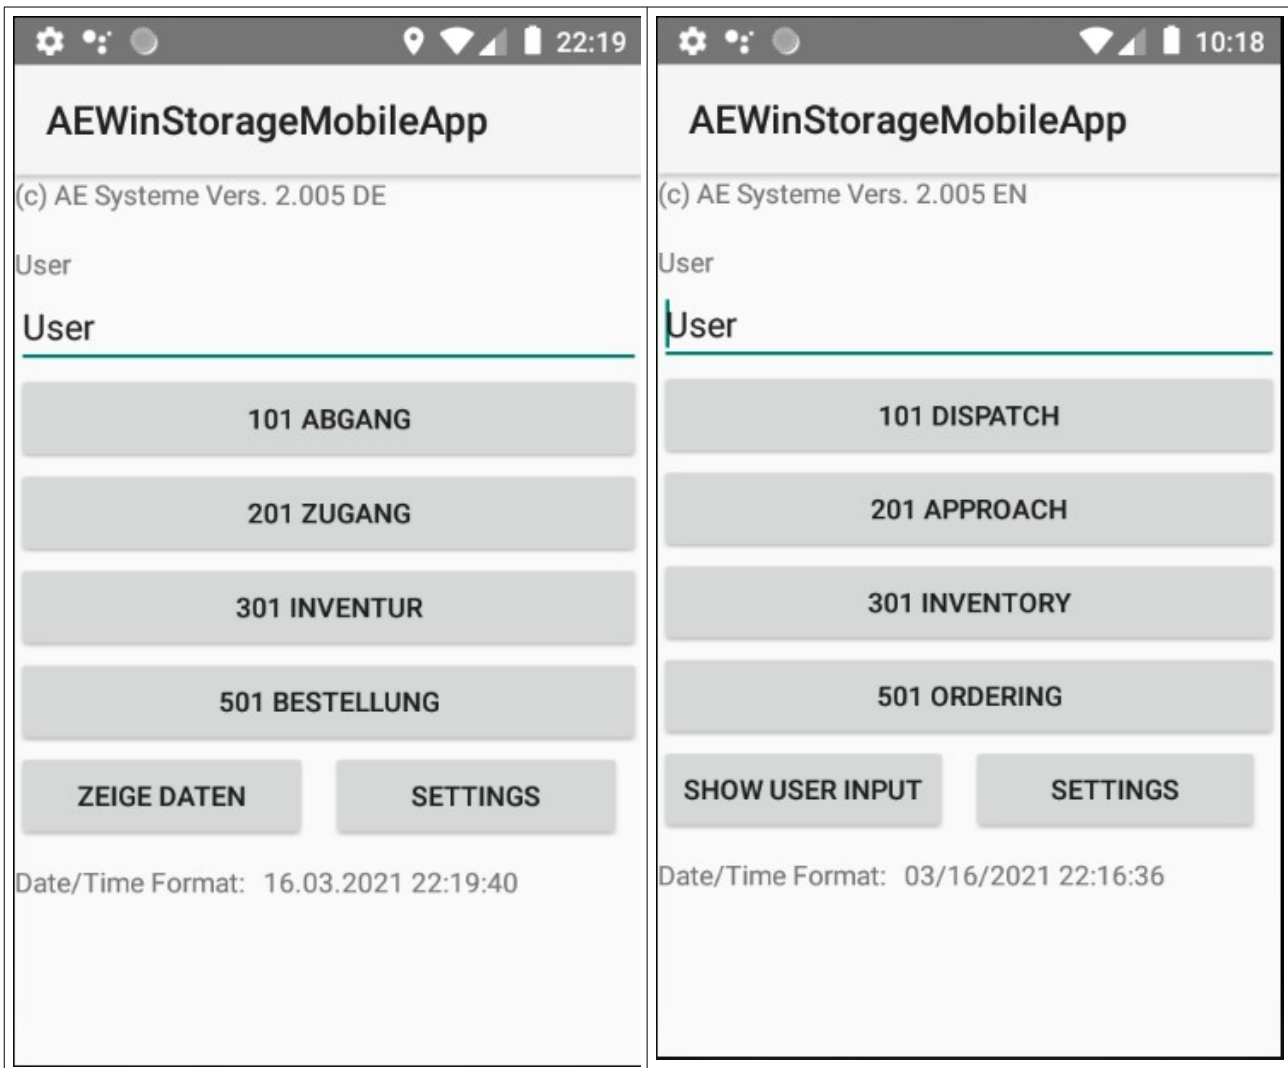 22:19
AEWinStorageMobileApp
(c) AE Systeme Vers. 2.005 DE
User
User
101 ABGANG
201 ZUGANG
301 INVENTUR
501 BESTELLUNG
ZEIGE DATEN SETTINGS
Date/Time Format: 16.03.2021 22:19:40
10:18
AEWinStorageMobileApp
(c) AE Systeme Vers. 2.005 EN
User
User
101 DISPATCH
201 APPROACH
301 INVENTORY
501 ORDERING
SHOW USER INPUT SETTINGS
Date/Time Format: 03/16/2021 22:16:36